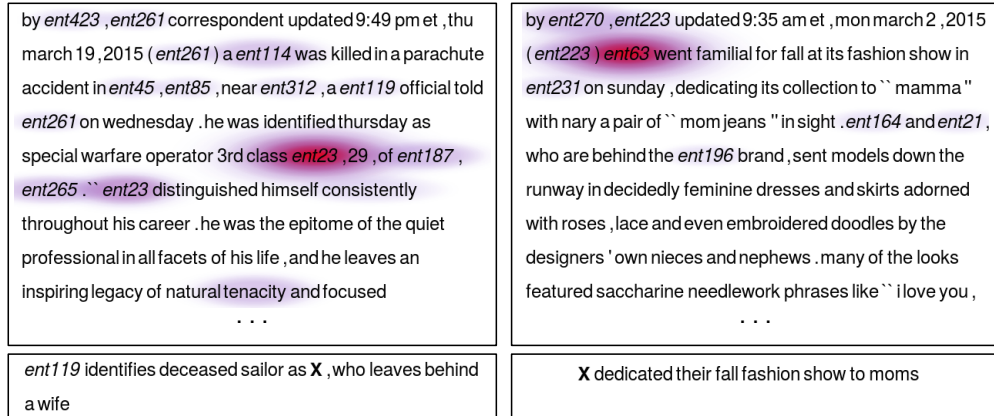 by ent423 , ent261 correspondent updated 9:49 pm et , thu
march 19 , 2015 ( ent261 ) a ent114 was killed in a parachute
accident in ent45 , ent85 , near ent312 , a ent119 official told
ent261 on wednesday . he was identified thursday as
special warfare operator 3rd class ent23 , 29 , of ent187 ,
ent265 . `` ent23 distinguished himself consistently
throughout his career . he was the epitome of the quiet
professional in all facets of his life , and he leaves an
inspiring legacy of natural tenacity and focused
. . .
ent119 identifies deceased sailor as X , who leaves behind
a wife
by ent270 , ent223 updated 9:35 am et , mon march 2 , 2015
( ent223 ) ent63 went familial for fall at its fashion show in
ent231 on sunday , dedicating its collection to `` mamma "
with nary a pair of `` mom jeans " in sight . ent164 and ent21 ,
who are behind the ent196 brand , sent models down the
runway in decidedly feminine dresses and skirts adorned
with roses , lace and even embroidered doodles by the
designers ' own nieces and nephews . many of the looks
featured saccharine needlework phrases like `` i love you ,
. . .
X dedicated their fall fashion show to moms